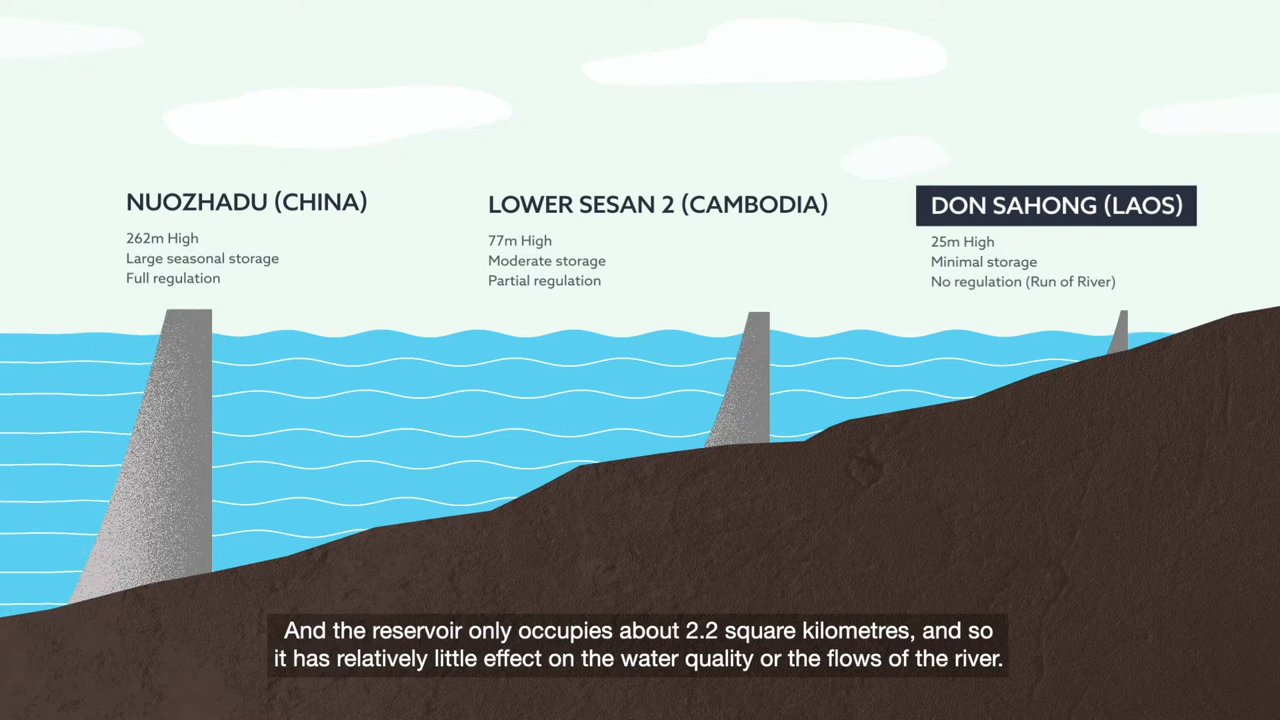 NUOZHADU (CHINA)
262m High
Large seasonal storage
Full regulation
LOWER SESAN 2 (CAMBODIA)
77m High
Moderate storage
Partial regulation
DON SAHONG (LAOS)
25m High
Minimal storage
No regulation (Run of River)
And the reservoir only occupies about 2.2 square kilometres, and so
it has relatively little effect on the water quality or the flows of the river.